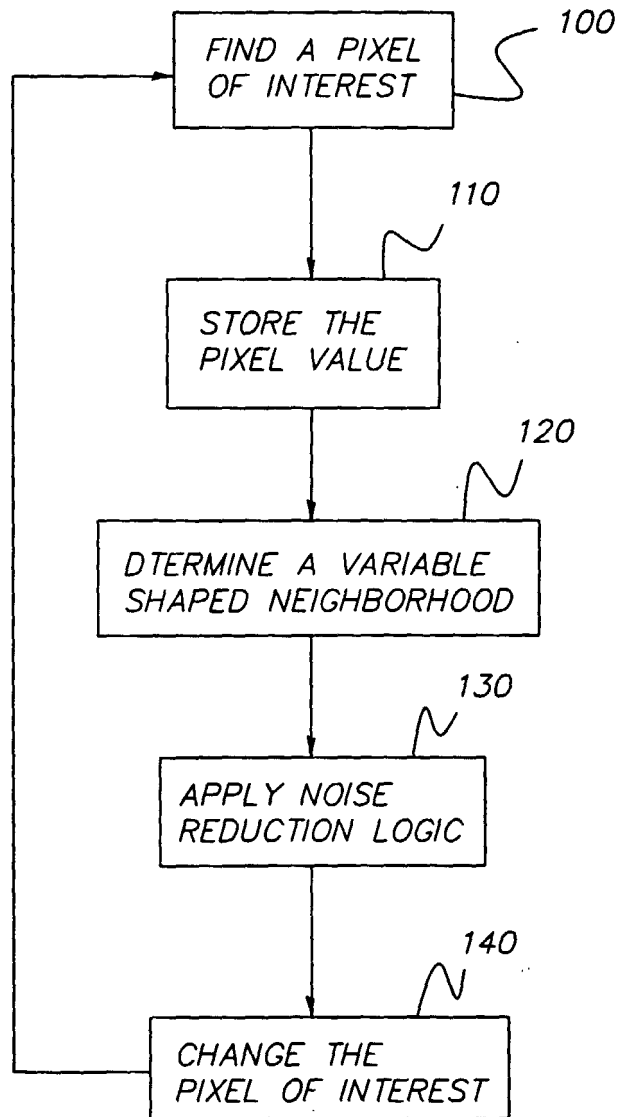 100
FIND A PIXEL
OF INTEREST
110
STORE THE
PIXEL VALUE
120
DTERMINE A VARIABLE
SHAPED NEIGHBORHOOD
130
APPLY NOISE
REDUCTION LOGIC
140
CHANGE THE
PIXEL OF INTEREST